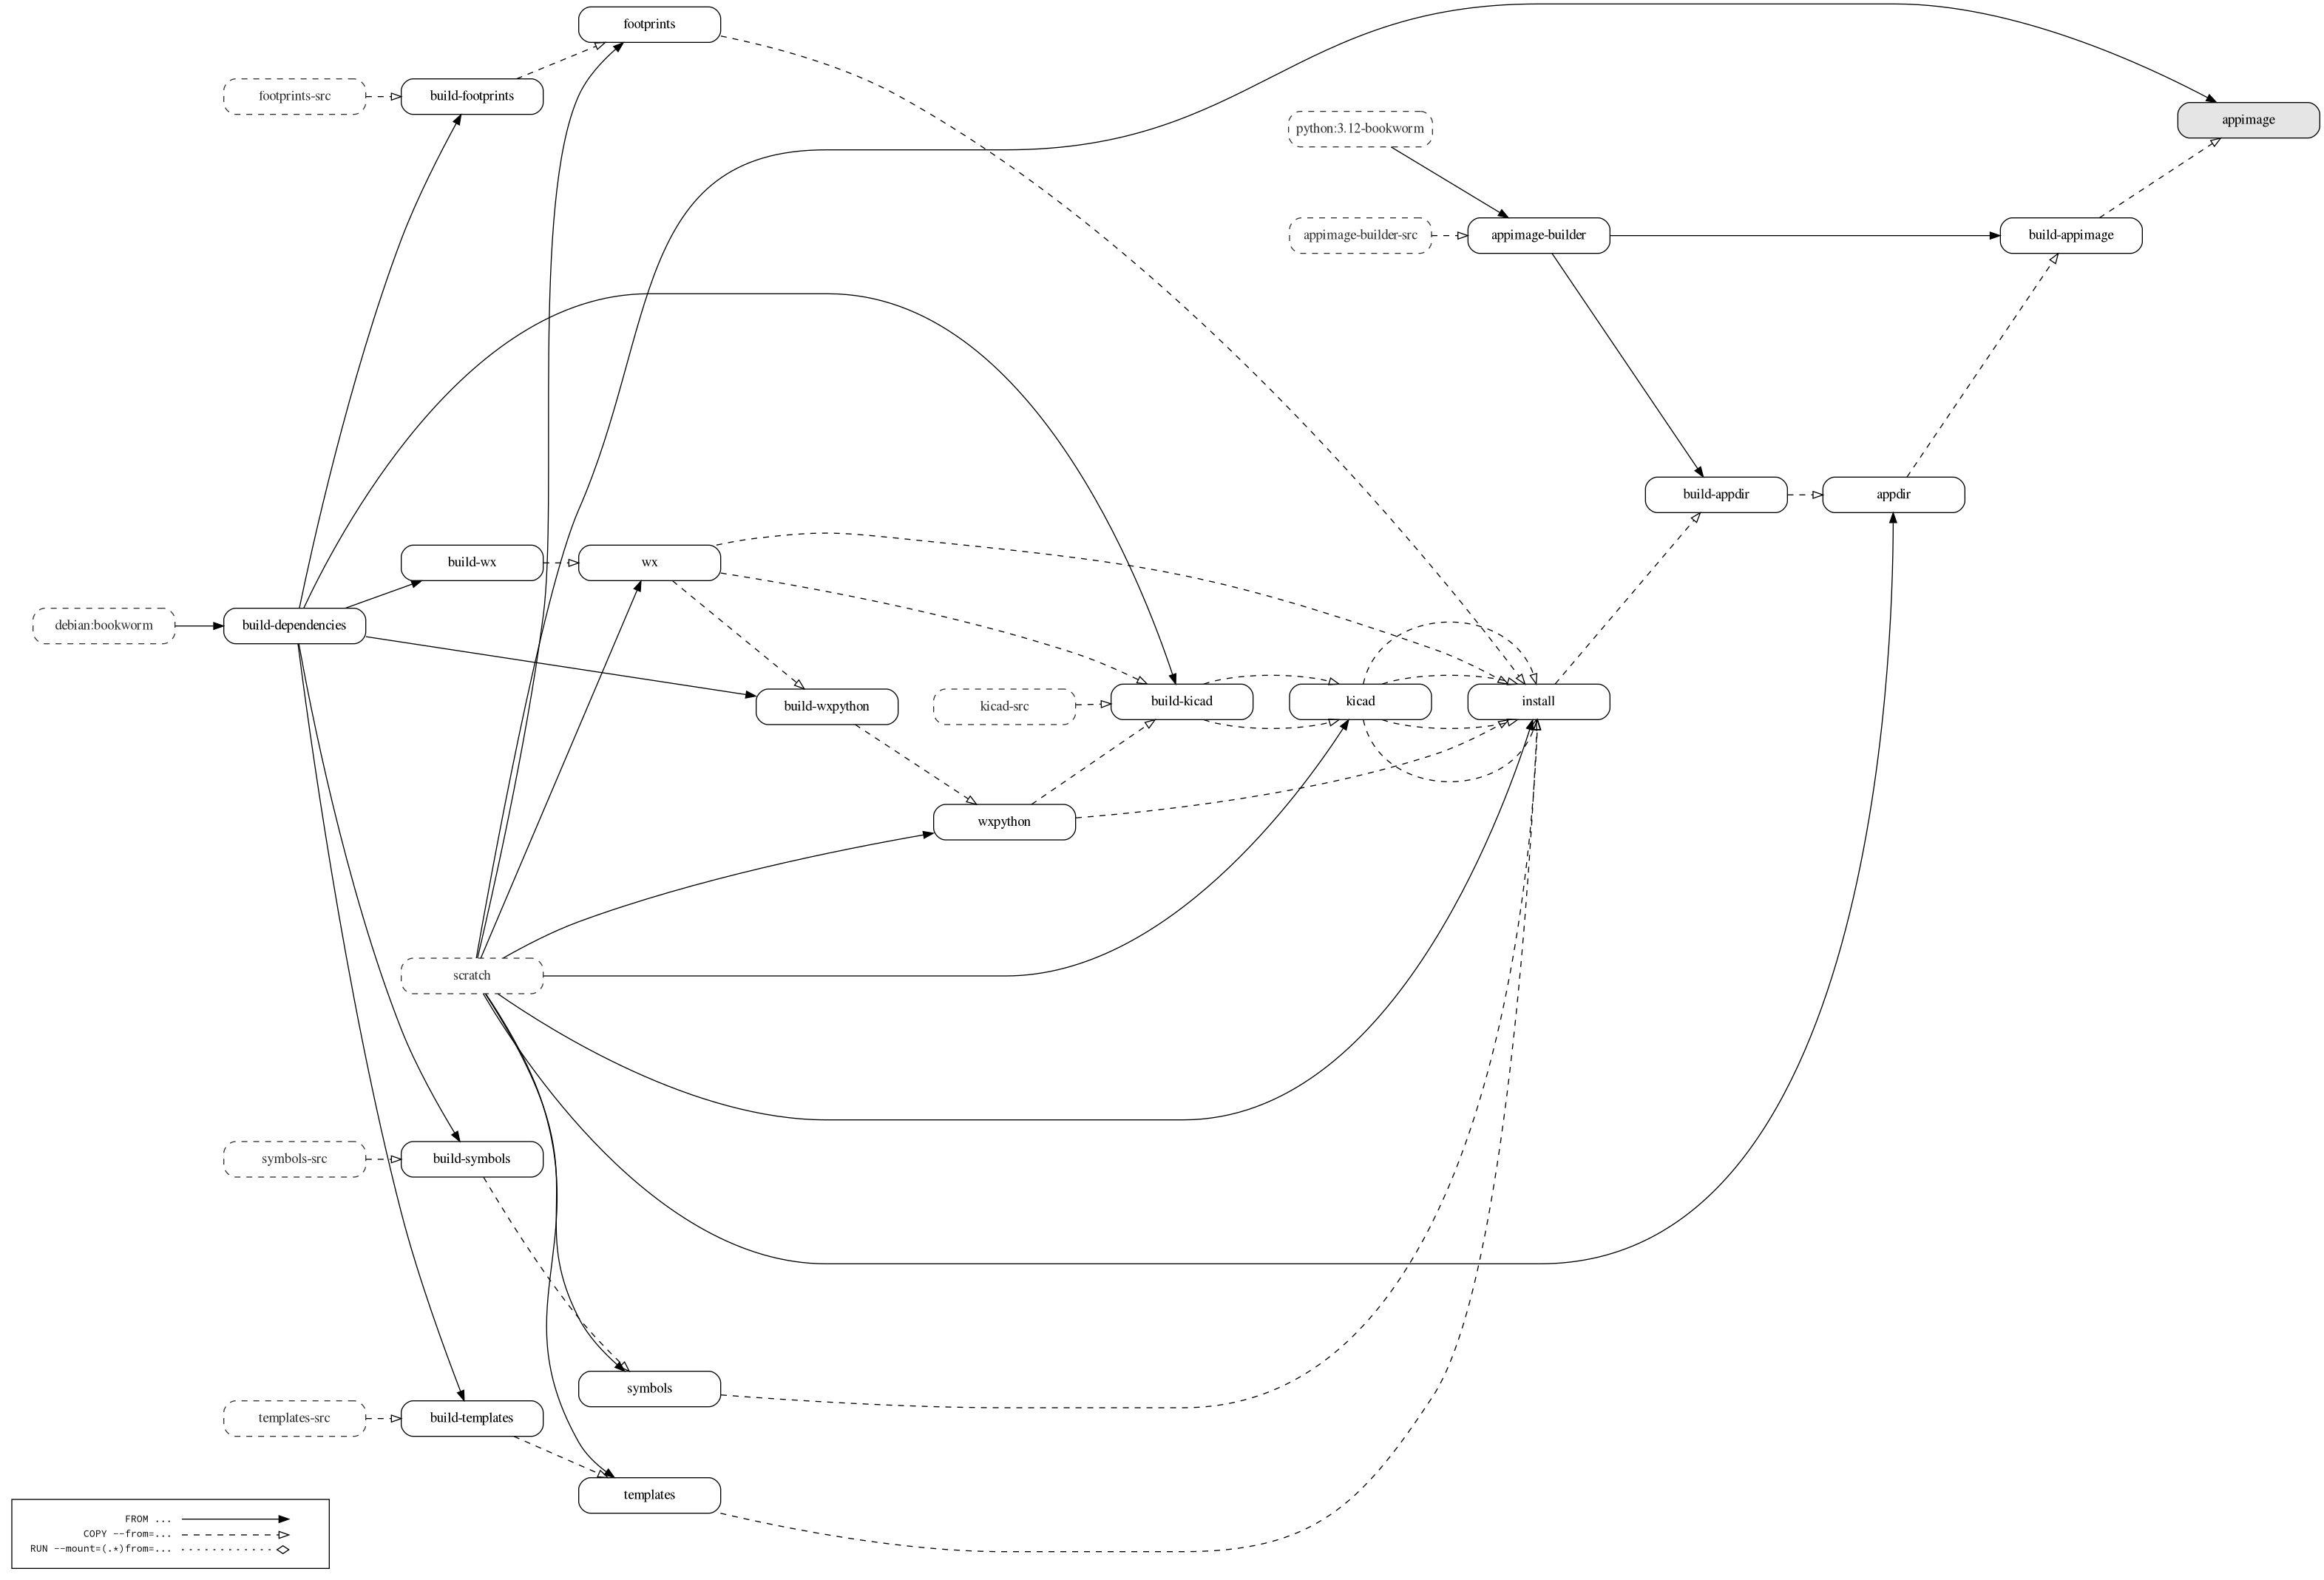 footprints
footprints-src
build-footprints
python:3.12-bookworm
appimage
appimage-builder-src
appimage-builder
build-appimage
build-appdir
appdir
build-wx
wx
debian:bookworm
build-dependencies
build-wxpython
kicad-src
build-kicad
kicad
install
wxpython
scratch
symbols-src
build-symbols
symbols
templates-src
build-templates
templates
FROM ...
COPY --from=...
RUN --mount=(.*)from=...